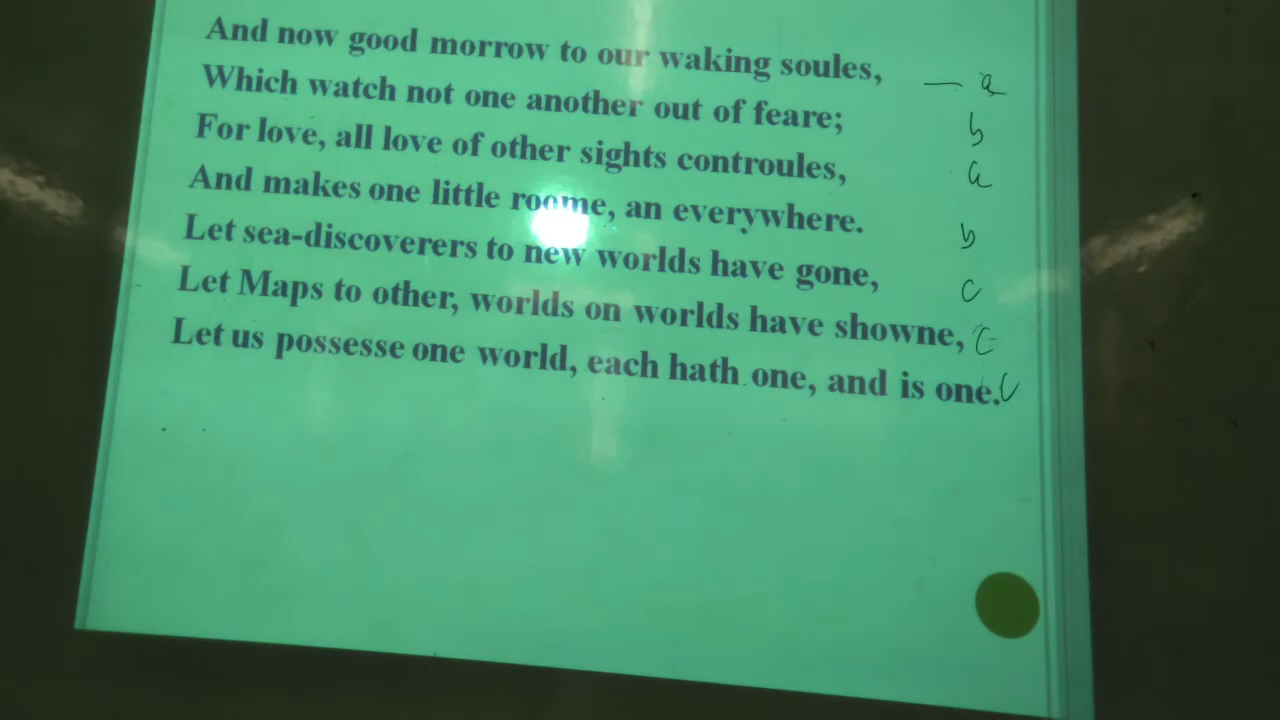 And now good morrow to our waking soules, — a
Which watch not one another out of feare; b
For love, all love of other sights controules, a
And makes one little roome, an everywhere. b
Let sea-discoverers to new worlds have gone, c
Let Maps to other, worlds on worlds have showne, c
Let us possesse one world, each hath one, and is one. c